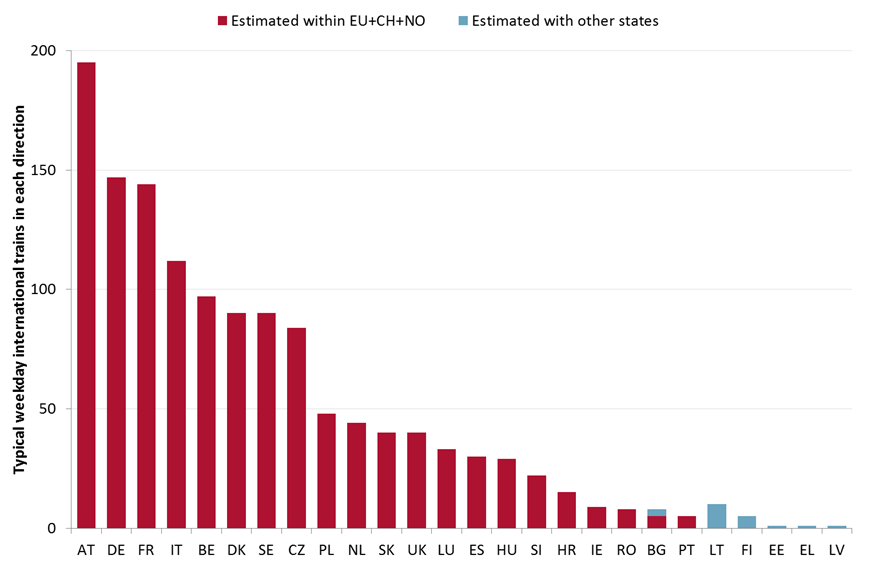 Estimated within EU+CH+NO Estimated with other states
Typical weekday international trains in each direction
200
150
100
50
0
AT DE FR IT BE DK SE CZ PL NL SK UK LU ES HU SI HR IE RO BG PT LT FI EE EL LV